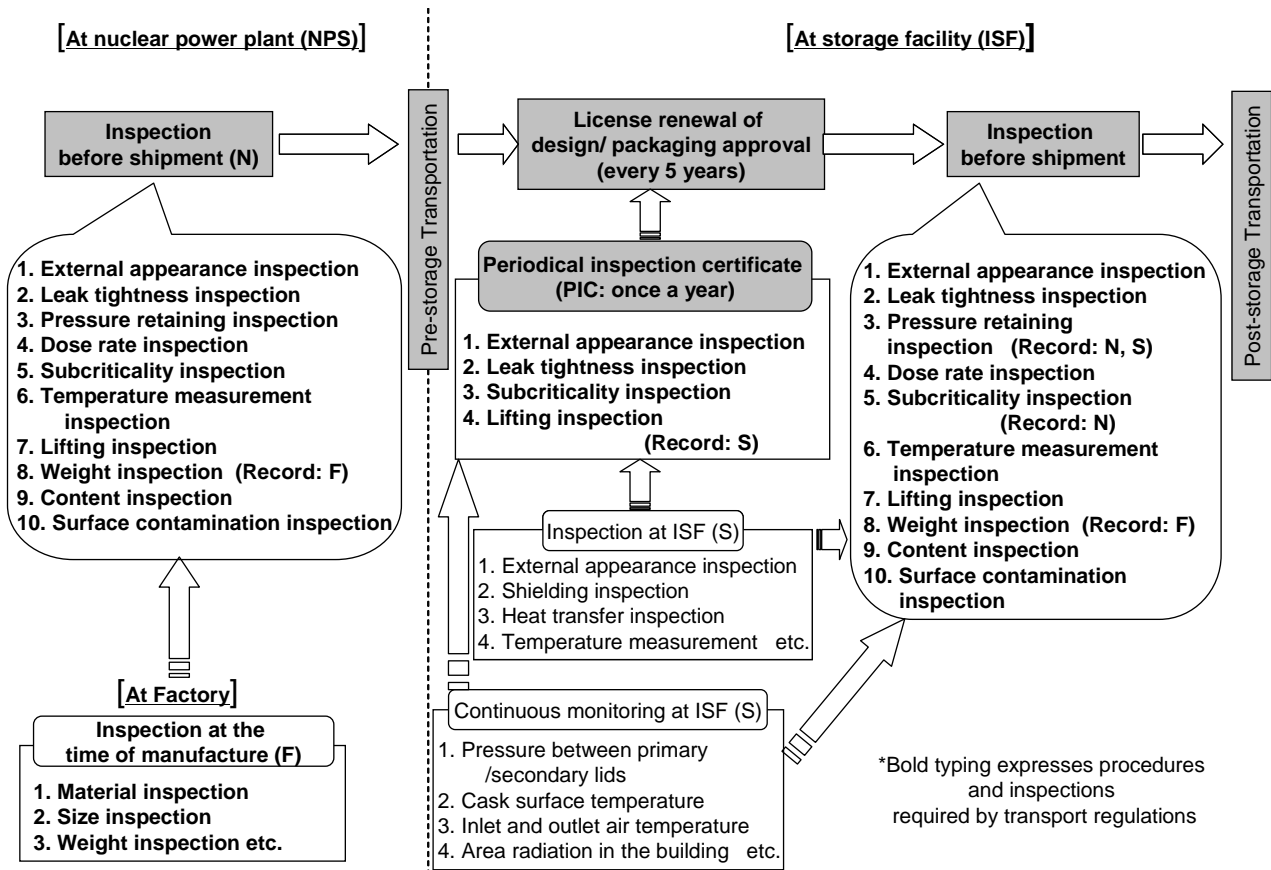 [At nuclear power plant (NPS)]
[At storage facility (ISF)]
Inspection
before shipment (N)
Pre-storage Transportation
License renewal of
design/ packaging approval
(every 5 years)
Inspection
before shipment
Post-storage Transportation
1. External appearance inspection
2. Leak tightness inspection
3. Pressure retaining inspection
4. Dose rate inspection
5. Subcriticality inspection
6. Temperature measurement
inspection
7. Lifting inspection
8. Weight inspection (Record: F)
9. Content inspection
10. Surface contamination inspection
[At Factory]
Inspection at the
time of manufacture (F)
1. Material inspection
2. Size inspection
3. Weight inspection etc.
Periodical inspection certificate
(PIC: once a year)
1. External appearance inspection
2. Leak tightness inspection
3. Subcriticality inspection
4. Lifting inspection
(Record: S)
Inspection at ISF (S)
1. External appearance inspection
2. Shielding inspection
3. Heat transfer inspection
4. Temperature measurement etc.
Continuous monitoring at ISF (S)
1. Pressure between primary
/secondary lids
2. Cask surface temperature
3. Inlet and outlet air temperature
4. Area radiation in the building etc.
1. External appearance inspection
2. Leak tightness inspection
3. Pressure retaining
inspection (Record: N, S)
4. Dose rate inspection
5. Subcriticality inspection
(Record: N)
6. Temperature measurement
inspection
7. Lifting inspection
8. Weight inspection (Record: F)
9. Content inspection
10. Surface contamination
inspection
*Bold typing expresses procedures
and inspections
required by transport regulations